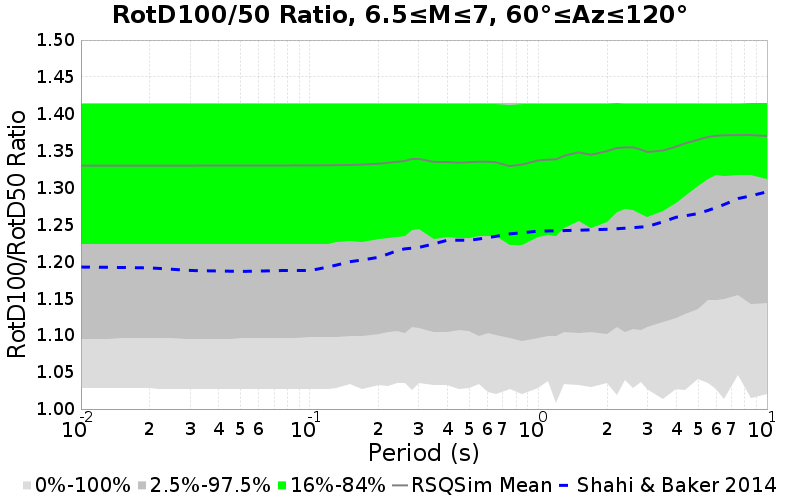 RotD100/50 Ratio, 6.5≤M≤7, 60°≤Az≤120°
RotD100/RotD50 Ratio
1.50
1.45
1.40
1.35
1.30
1.25
1.20
1.15
1.10
1.05
1.00
10-2 2 3 4 5 6 10-1 2 3 4 5 6 7 100 2 3 4 5 6 7 101
Period (s)
0%-100% 2.5%-97.5% 16%-84% RSQSim Mean Shahi & Baker 2014